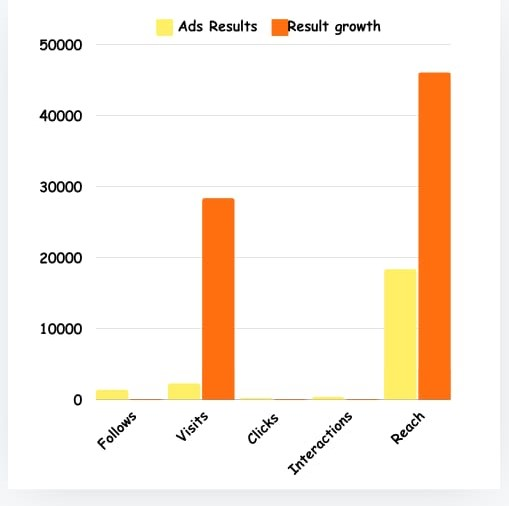 Ads Results Result growth
50000
40000
30000
20000
10000
0
Follows
Visits
Clicks
Interactions
Reach